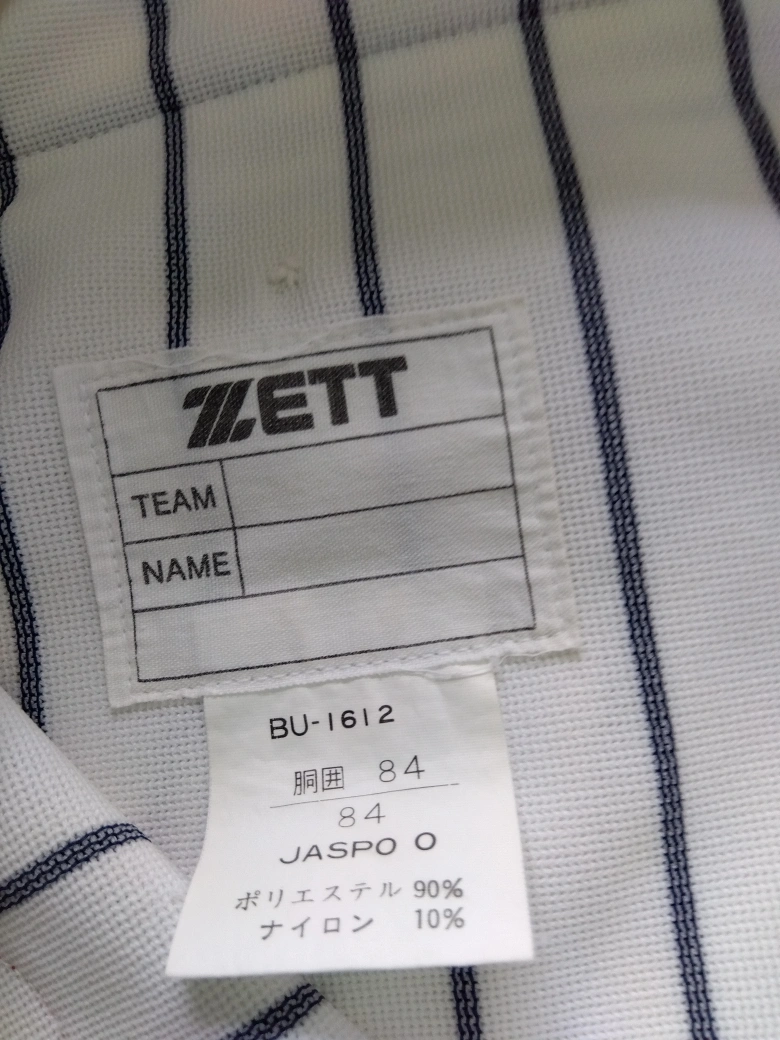 ZETT
TEAM
NAME
BU-1612
胴囲 84
84
JASPO O
ポリエステル 90%
ナイロン 10%